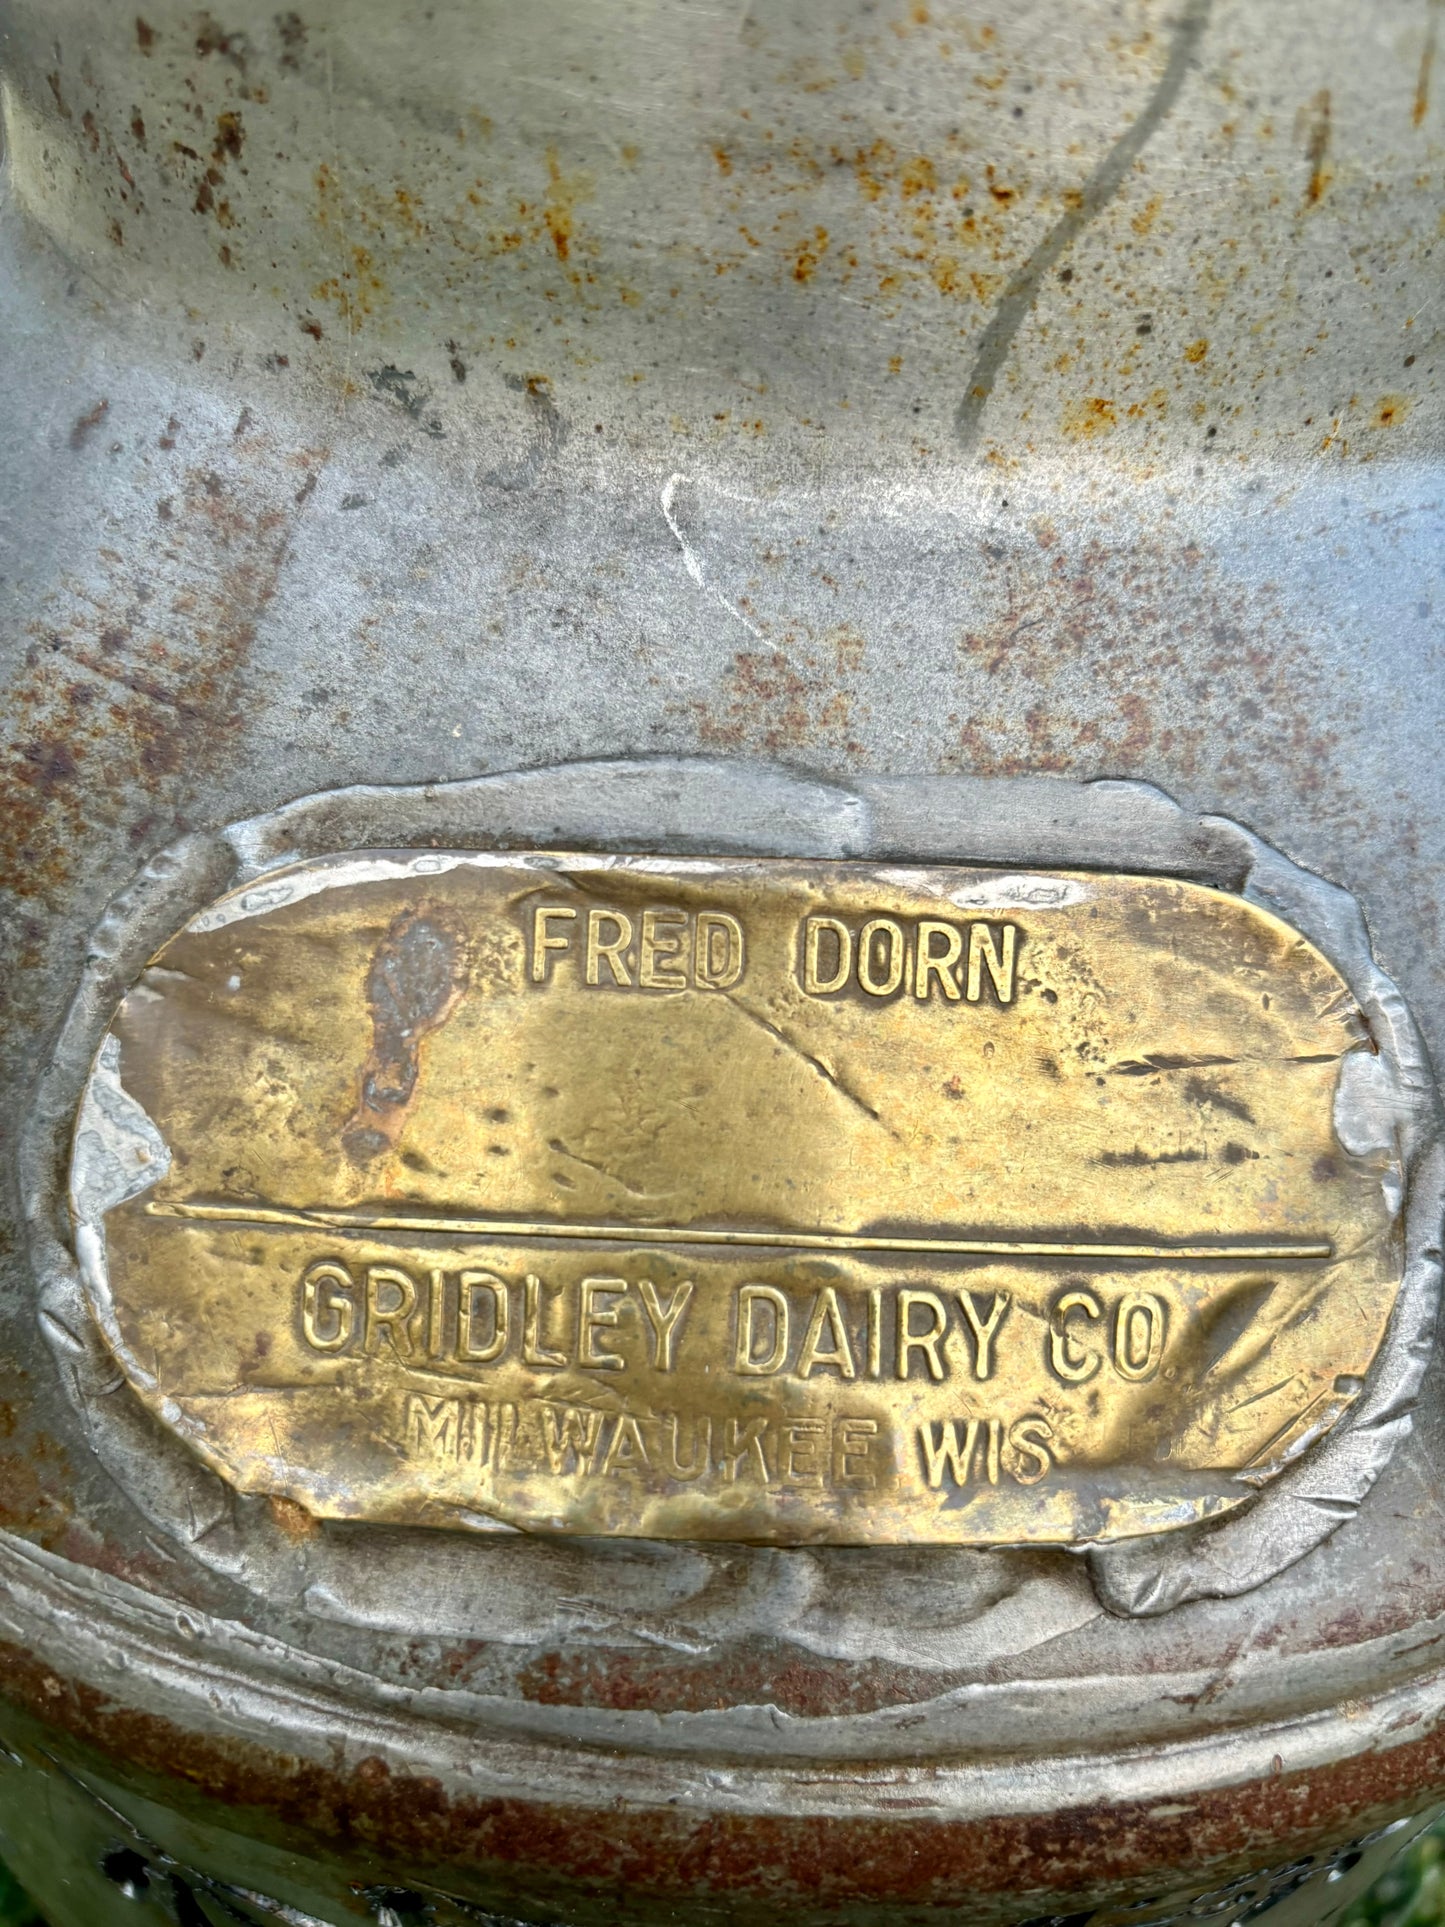 FRED DORN
GRIDLEY DAIRY CO.
MILWAUKEE WIS